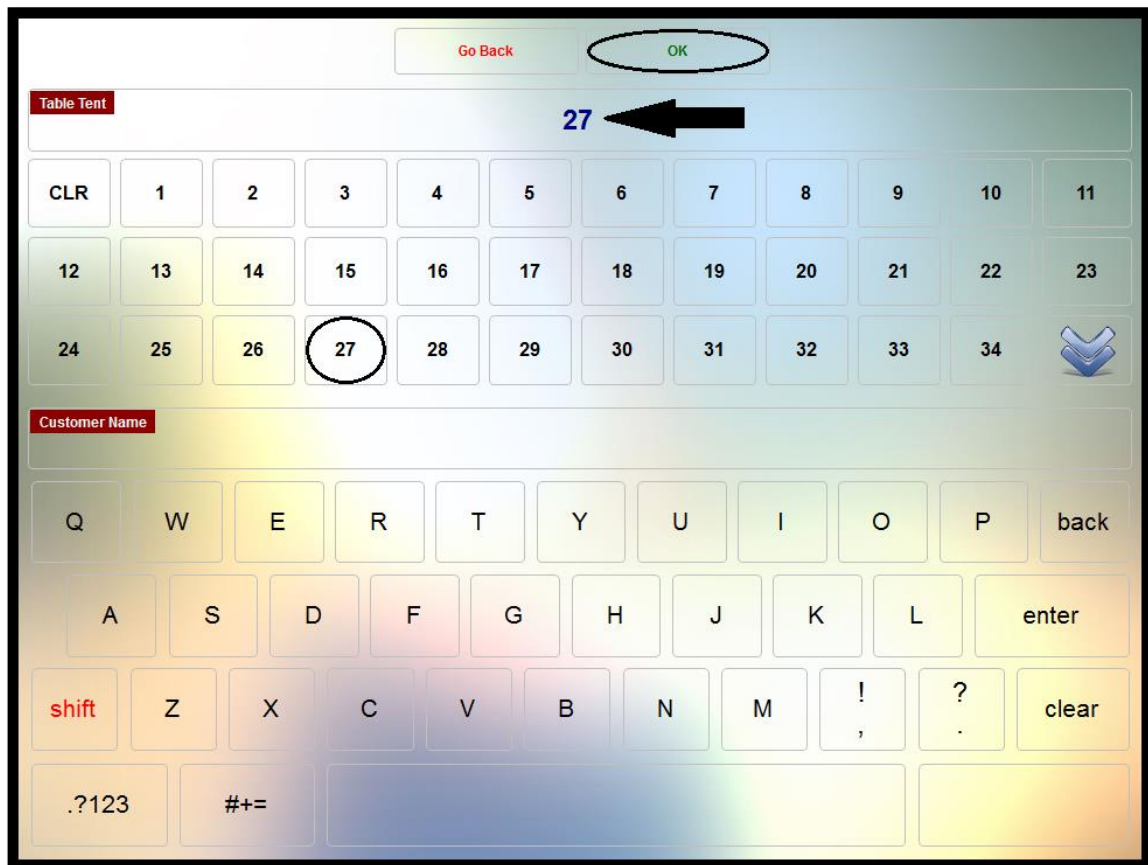 Go Back OK
Table Tent
27
CLR 1 2 3 4 5 6 7 8 9 10 11
12 13 14 15 16 17 18 19 20 21 22 23
24 25 26 27 28 29 30 31 32 33 34
Customer Name
Q W E R T Y U I O P back
A S D F G H J K L enter
shift Z X C V B N M ! , ? . clear
.?123 #+=